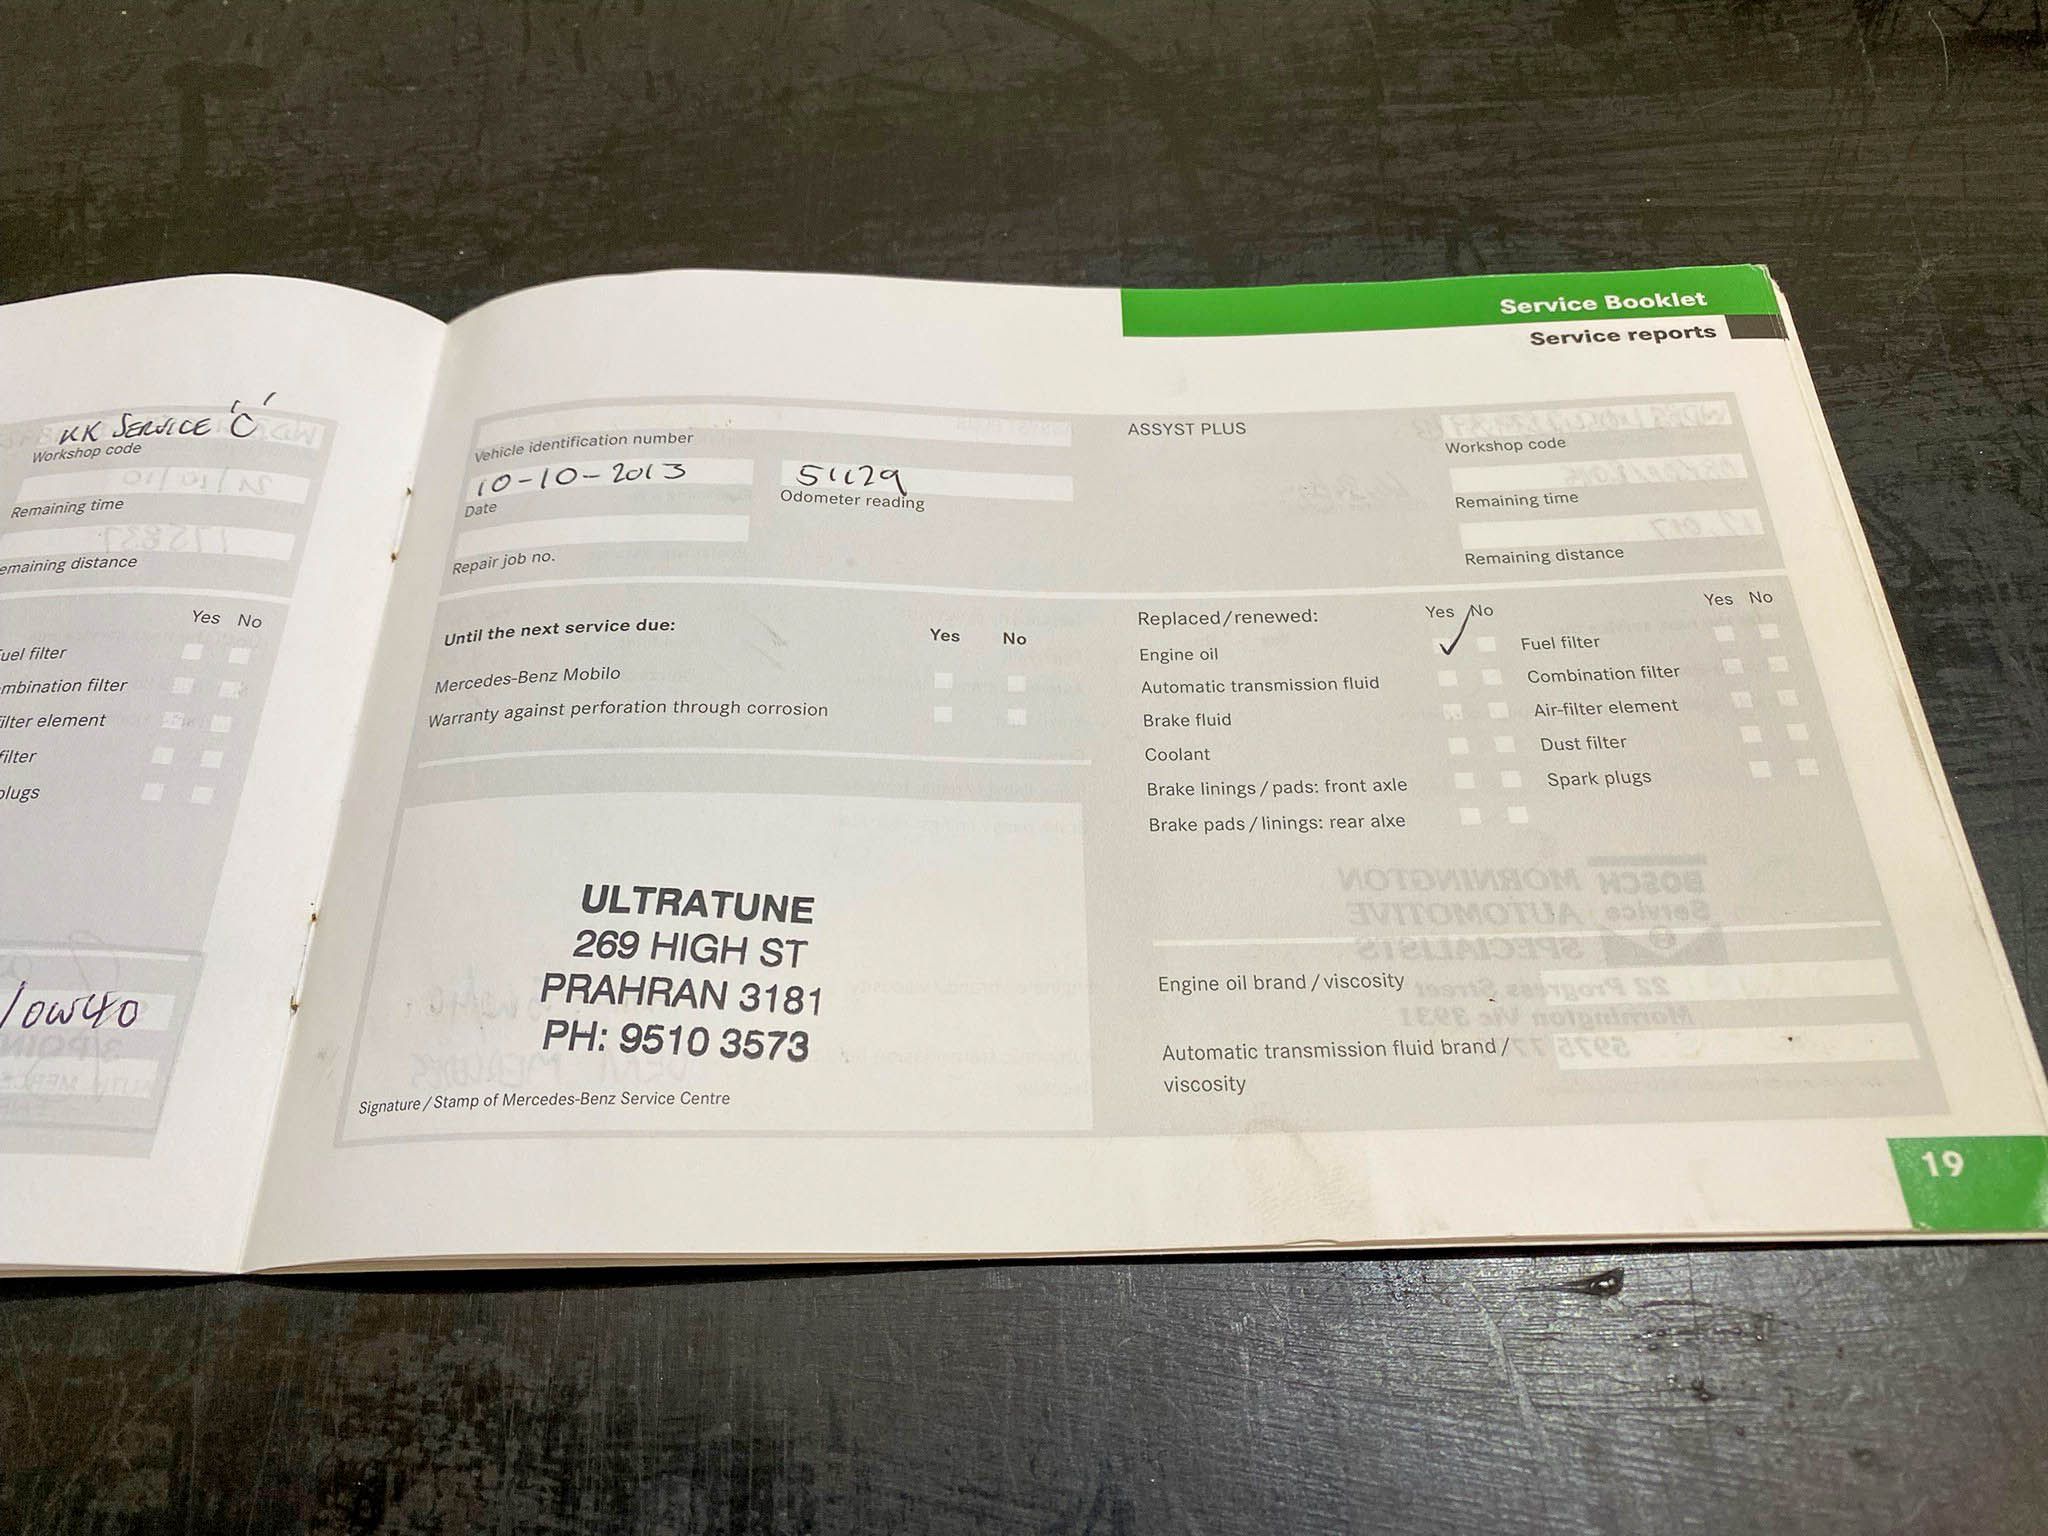 KK SERVICE 'C'
Workshop code
Remaining time
emaining distance
Yes No
uel filter
mbination filter
ilter element
filter
plugs
10W40
Service Booklet
Service reports
Vehicle identification number
10-10-2013
Date
51129
Odometer reading
Repair job no.
ASSYST PLUS
Workshop code
Remaining time
Remaining distance
Until the next service due: Yes No
Mercedes-Benz Mobilo
Warranty against perforation through corrosion
ULTRATUNE
269 HIGH ST
PRAHRAN 3181
PH: 9510 3573
Signature / Stamp of Mercedes-Benz Service Centre
Replaced / renewed: Yes No
Engine oil
Automatic transmission fluid
Brake fluid
Coolant
Brake linings / pads: front axle
Brake pads / linings: rear alxe
Yes No
Fuel filter
Combination filter
Air-filter element
Dust filter
Spark plugs
Engine oil brand / viscosity
Automatic transmission fluid brand /
viscosity
19